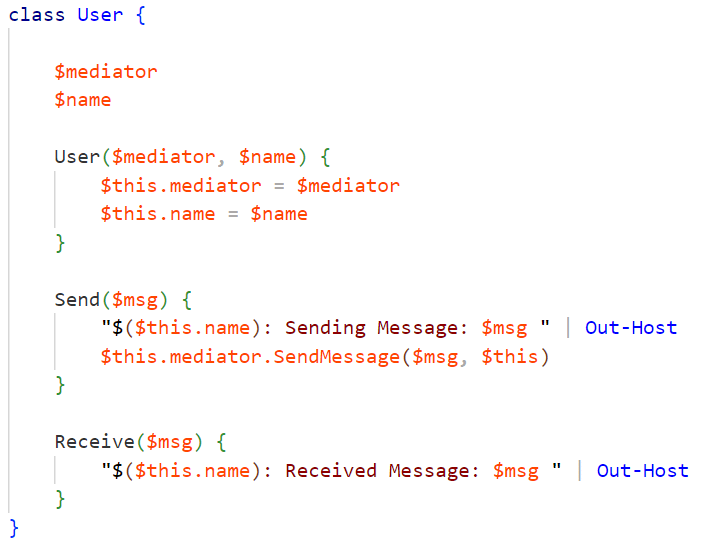 class User {
$mediator
$name
User($mediator, $name) {
$this.mediator = $mediator
$this.name = $name
}
Send($msg) {
"$($this.name): Sending Message: $msg " | Out-Host
$this.mediator.SendMessage($msg, $this)
}
Receive($msg) {
"$($this.name): Received Message: $msg " | Out-Host
}
}